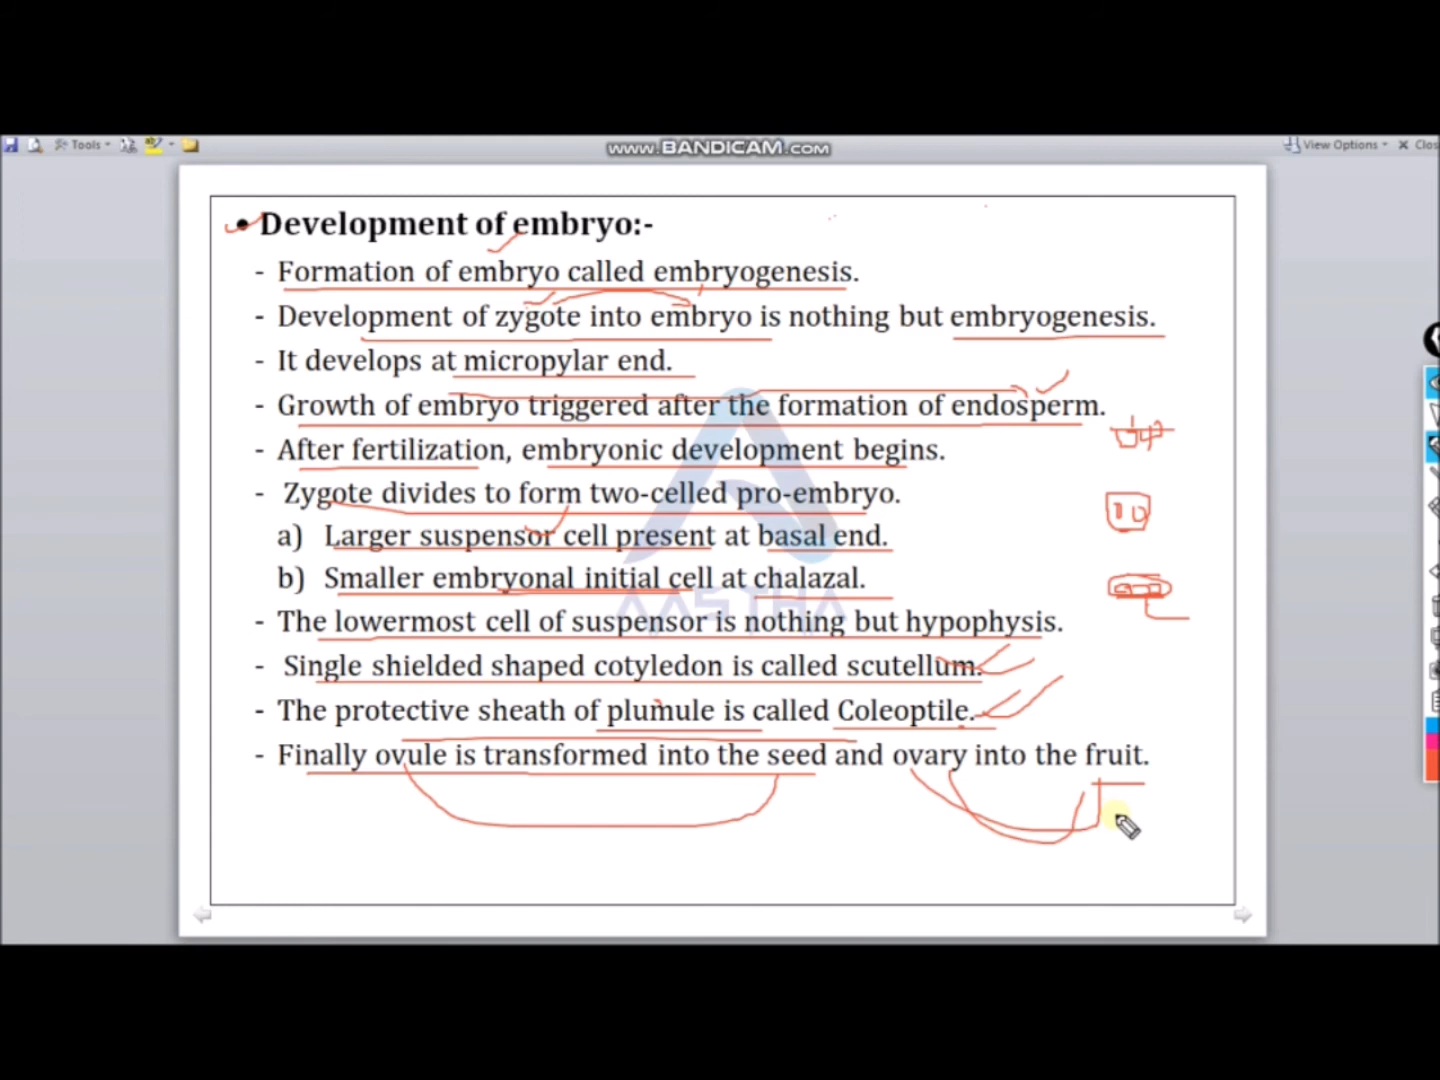 Tools
www.BANDICAM.com
View Options
Clos
• Development of embryo:-
- Formation of embryo called embryogenesis.
- Development of zygote into embryo is nothing but embryogenesis.
- It develops at micropylar end.
- Growth of embryo triggered after the formation of endosperm.
- After fertilization, embryonic development begins.
- Zygote divides to form two-celled pro-embryo.
a) Larger suspensor cell present at basal end.
b) Smaller embryonal initial cell at chalazal.
AASTHA
- The lowermost cell of suspensor is nothing but hypophysis.
- Single shielded shaped cotyledon is called scutellum.
- The protective sheath of plumule is called Coleoptile.
- Finally ovule is transformed into the seed and ovary into the fruit.